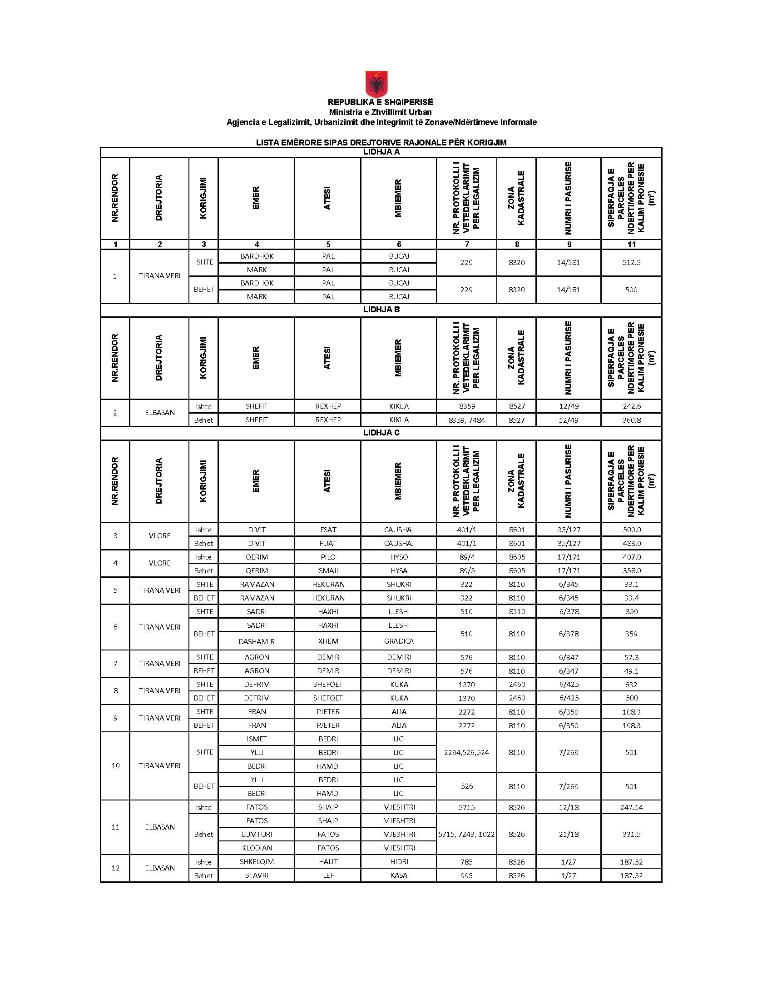 REPUBLIKA E SHQIPERISË
Ministria e Zhvillimit Urban
Agjencia e Legalizimit, Urbanizimit dhe Integrimit të Zonave/Ndërtimeve Informale
LISTA EMËRORE SIPAS DREJTORIVE RAJONALE PËR KORIGJIM
LIDHJA A
NR.RENDOR DREJTORIA KORIGJIMI EMER ATESI MBIEMER NR. PROTOKOLLI I VETEDEKLARIMIT PER LEGALIZIM ZONA KADASTRALE NUMRI I PASURISE SIPERFAQJA E PARCELES NDERTIMORE PER KALIM PRONESIE (m²)
1 2 3 4 5 6 7 8 9 11
1 TIRANA VERI ISHTE BARDHOK PAL BUCAJ 229 8320 14/181 512.5
MARK PAL BUCAJ
BEHET BARDHOK PAL BUCAJ 229 8320 14/181 500
MARK PAL BUCAJ
LIDHJA B
NR.RENDOR DREJTORIA KORIGJIMI EMER ATESI MBIEMER NR. PROTOKOLLI I VETEDEKLARIMIT PER LEGALIZIM ZONA KADASTRALE NUMRI I PASURISE SIPERFAQJA E PARCELES NDERTIMORE PER KALIM PRONESIE (m²)
2 ELBASAN Ishte SHEFIT REXHEP KIKIJA 8359 8527 12/49 242.6
Behet SHEFIT REXHEP KIKIJA 8359, 7484 8527 12/49 360.8
LIDHJA C
NR.RENDOR DREJTORIA KORIGJIMI EMER ATESI MBIEMER NR. PROTOKOLLI I VETEDEKLARIMIT PER LEGALIZIM ZONA KADASTRALE NUMRI I PASURISE SIPERFAQJA E PARCELES NDERTIMORE PER KALIM PRONESIE (m²)
3 VLORE Ishte DIVIT ESAT CAUSHAJ 401/1 8601 35/127 500.0
Behet DIVIT FUAT CAUSHAJ 401/1 8601 35/127 483.0
4 VLORE Ishte QERIM PILO HYSO 89/4 8605 17/171 407.0
Behet QERIM ISMAIL HYSA 89/5 8605 17/171 358.0
5 TIRANA VERI ISHTE RAMAZAN HEKURAN SHUKRI 322 8110 6/345 33.1
BEHET RAMAZAN HEKURAN SHUKRI 322 8110 6/345 33.4
6 TIRANA VERI ISHTE SADRI HAXHI LLESHI 510 8110 6/378 359
BEHET SADRI HAXHI LLESHI 510 8110 6/378 359
DASHAMIR XHEM GRADICA
7 TIRANA VERI ISHTE AGRON DEMIR DEMIRI 576 8110 6/347 57.3
BEHET AGRON DEMIR DEMIRI 576 8110 6/347 49.1
8 TIRANA VERI ISHTE DEFRIM SHEFQET KUKA 1370 2460 6/425 632
BEHET DEFRIM SHEFQET KUKA 1370 2460 6/425 500
9 TIRANA VERI ISHTE FRAN PJETER ALIA 2272 8110 6/350 108.3
BEHET FRAN PJETER ALIA 2272 8110 6/350 198.3
10 TIRANA VERI ISHTE ISMET BEDRI LICI 2294,526,524 8110 7/269 501
YLLI BEDRI LICI
BEDRI HAMDI LICI
BEHET YLLI BEDRI LICI 526 8110 7/269 501
BEDRI HAMDI LICI
11 ELBASAN Ishte FATOS SHAIP MJESHTRI 5715 8526 12/18 247.14
Behet FATOS SHAIP MJESHTRI 5715, 7243, 1022 8526 21/18 331.5
LUMTURI FATOS MJESHTRI
KLODIAN FATOS MJESHTRI
12 ELBASAN Ishte SHKELQIM HALIT HIDRI 785 8526 1/27 187.52
Behet STAVRI LEF KASA 995 8526 1/27 187.52